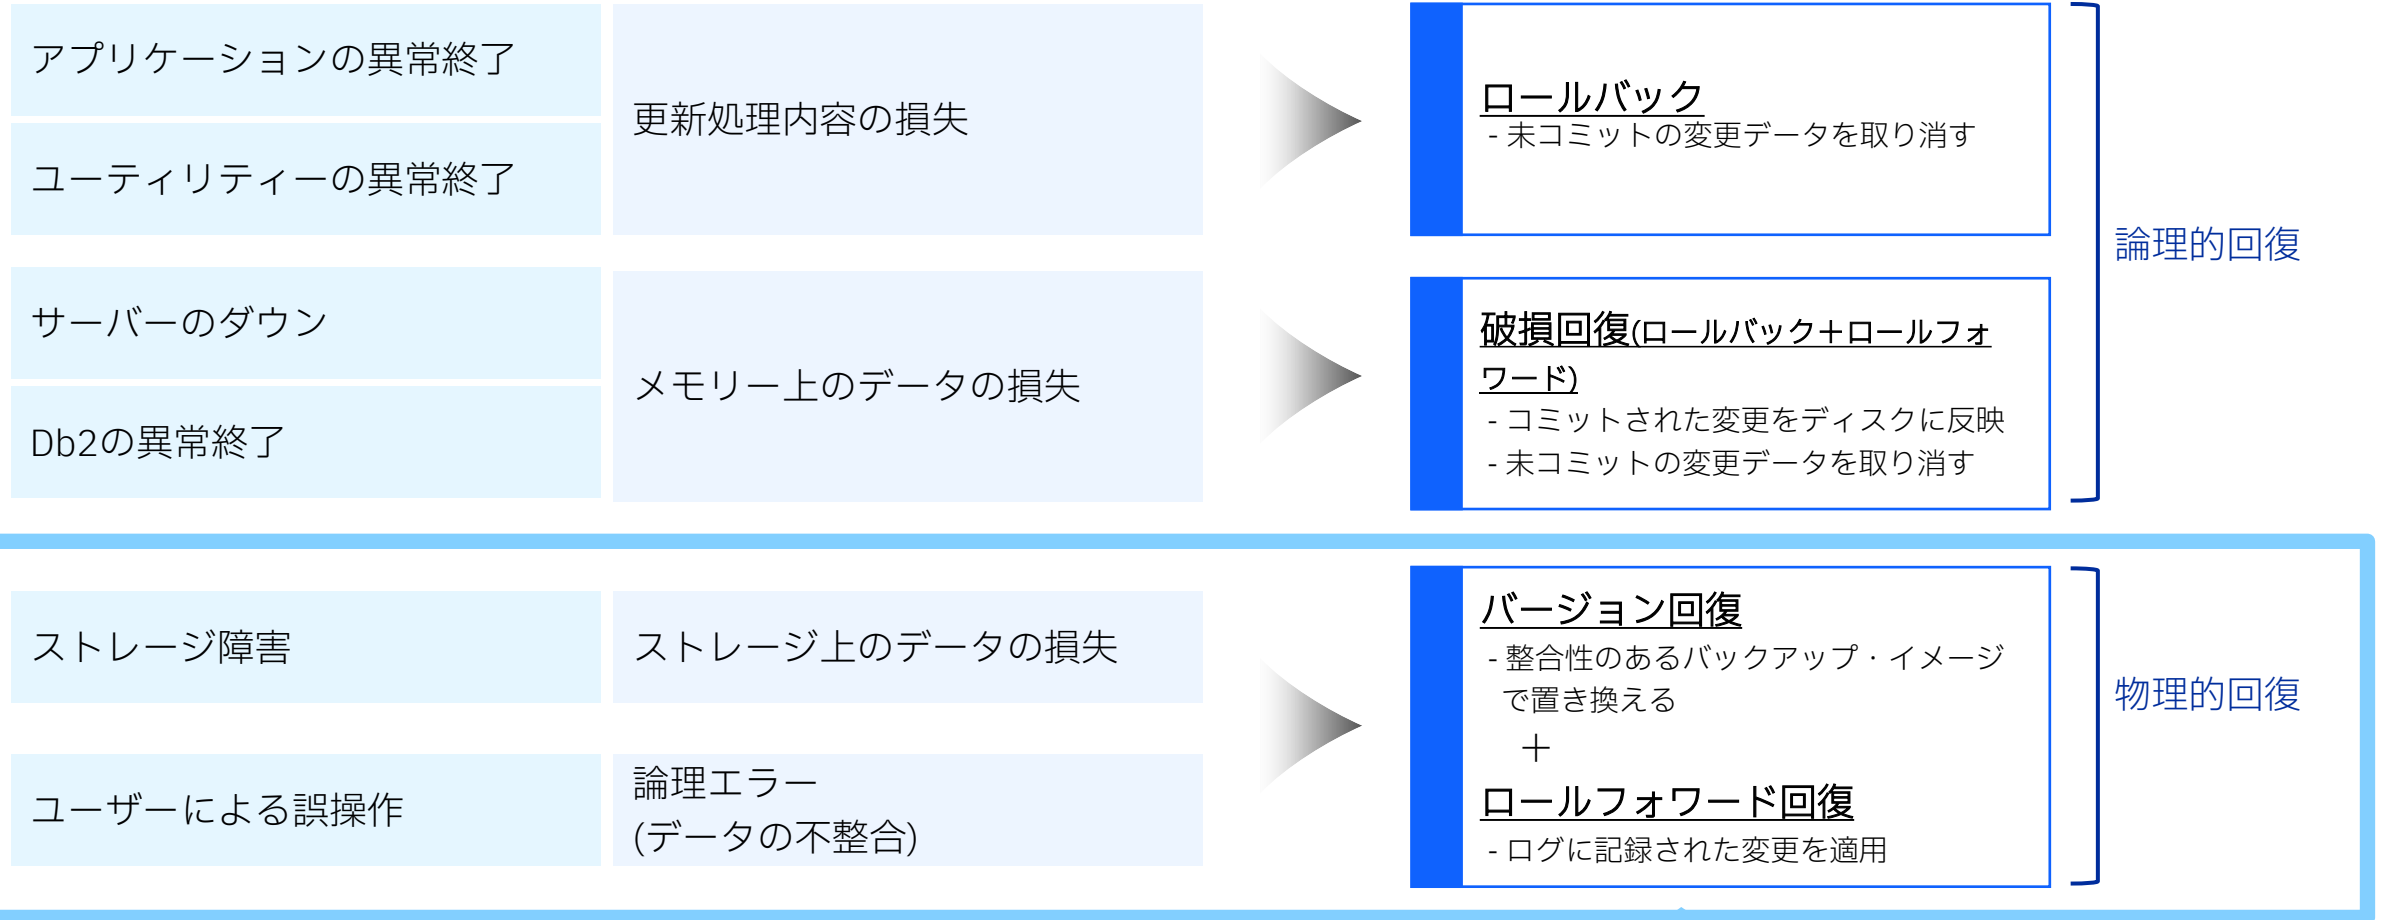 アプリケーションの異常終了
ユーティリティーの異常終了
更新処理内容の損失
ロールバック
- 未コミットの変更データを取り消す
サーバーのダウン
Db2の異常終了
メモリー上のデータの損失
破損回復(ロールバック＋ロールフォ
ワード)
- コミットされた変更をディスクに反映
- 未コミットの変更データを取り消す
論理的回復
ストレージ障害
ストレージ上のデータの損失
ユーザーによる誤操作
論理エラー
(データの不整合)
バージョン回復
- 整合性のあるバックアップ・イメージ
で置き換える
＋
ロールフォワード回復
- ログに記録された変更を適用
物理的回復